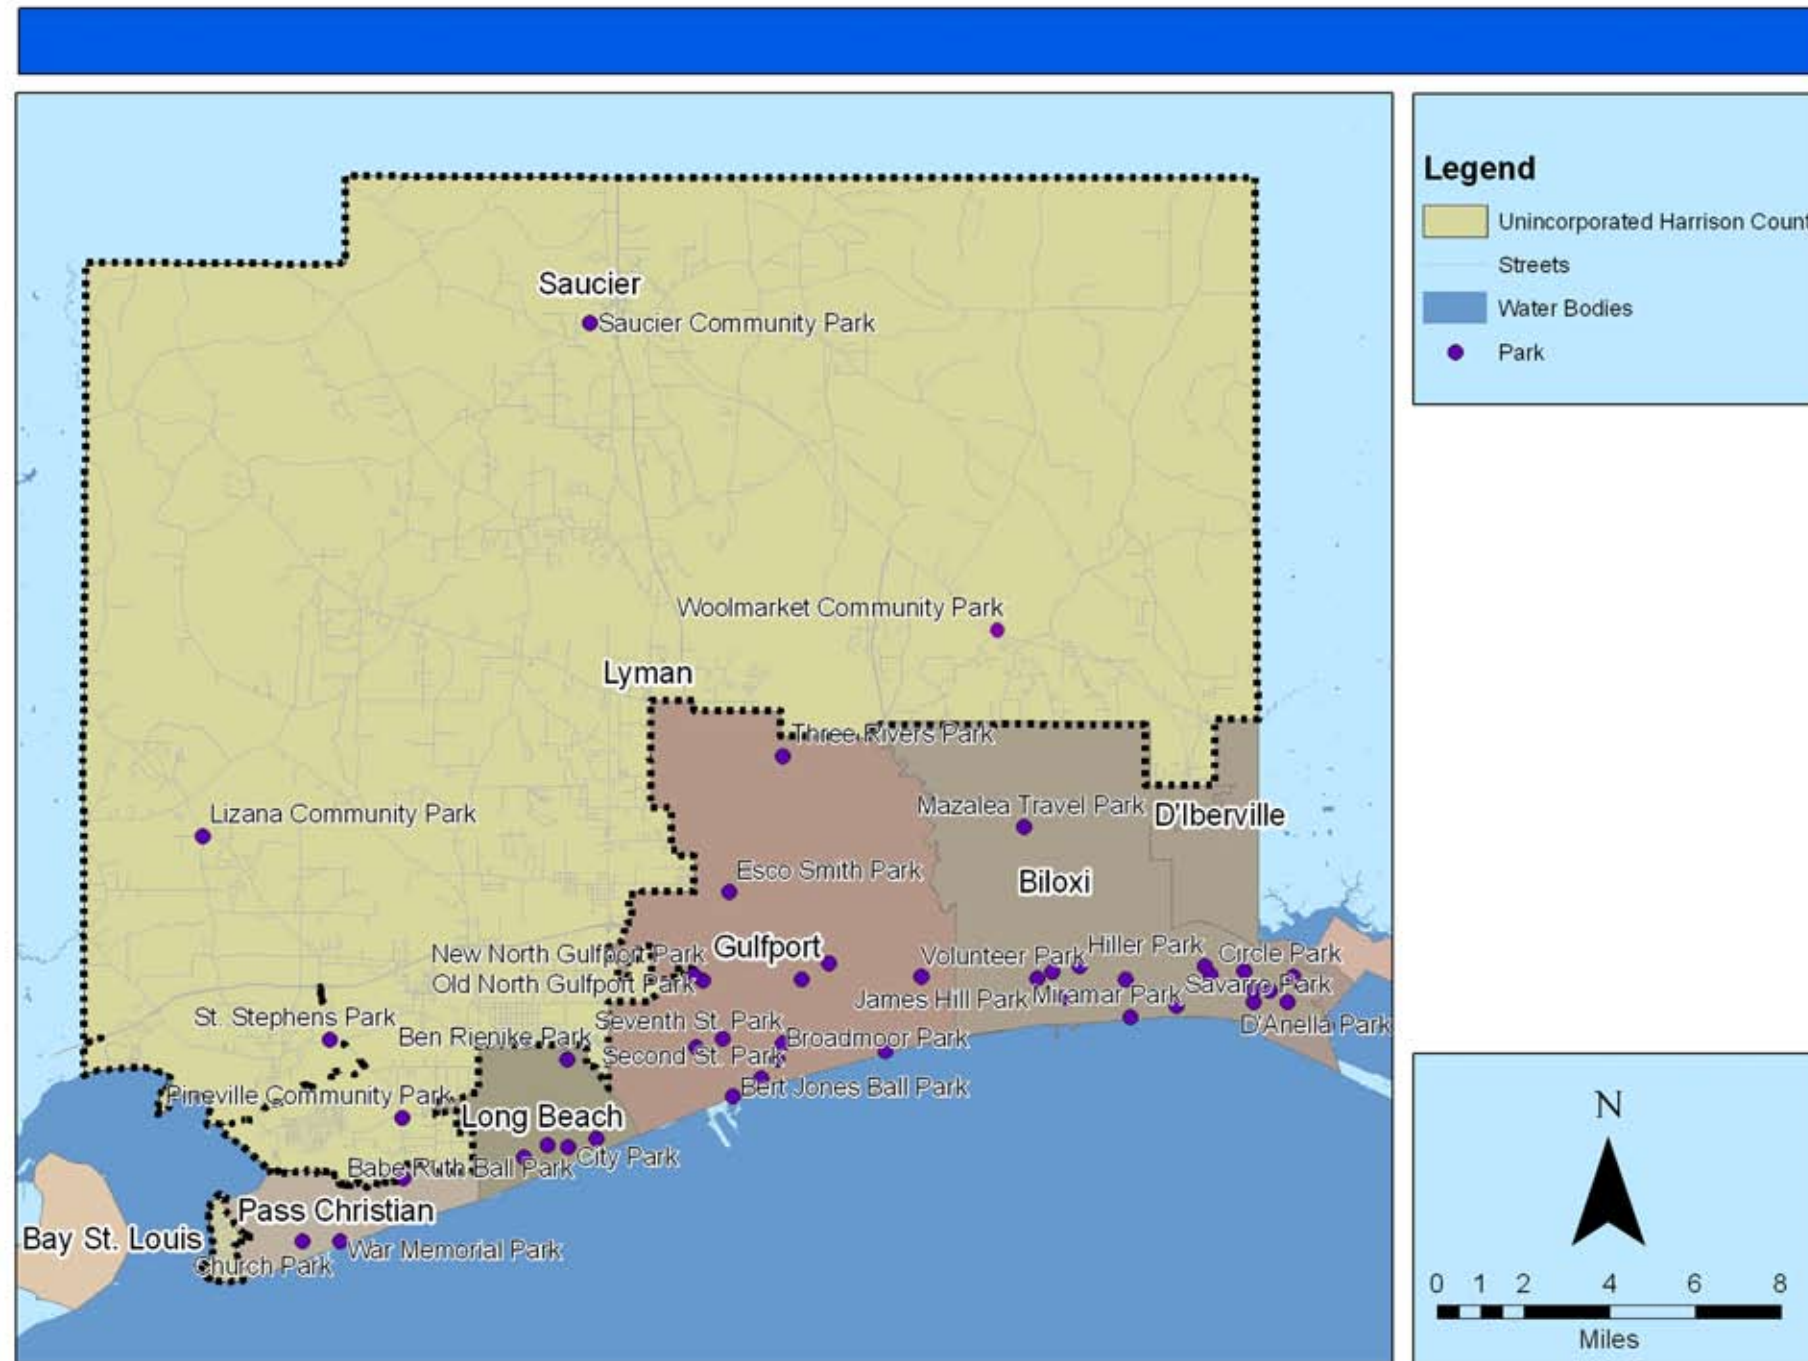 Legend
Unincorporated Harrison Count
Streets
Water Bodies
Park
Saucier
Saucier Community Park
Woolmarket Community Park
Lyman
Three Rivers Park
Mazalea Travel Park
D'Iberville
Lizana Community Park
Esco Smith Park
Biloxi
New North Gulfport Park
Gulfport
Volunteer Park
Hiller Park
Circle Park
Old North Gulfport Park
James Hill Park
Miramar Park
Savarro Park
St. Stephens Park
Ben Rienike Park
Seventh St. Park
Broadmoor Park
D'Anella Park
Second St. Park
Pineville Community Park
Bert Jones Ball Park
Long Beach
Babe Ruth Ball Park
City Park
Pass Christian
Bay St. Louis
War Memorial Park
Church Park
N
0 1 2 4 6 8
Miles